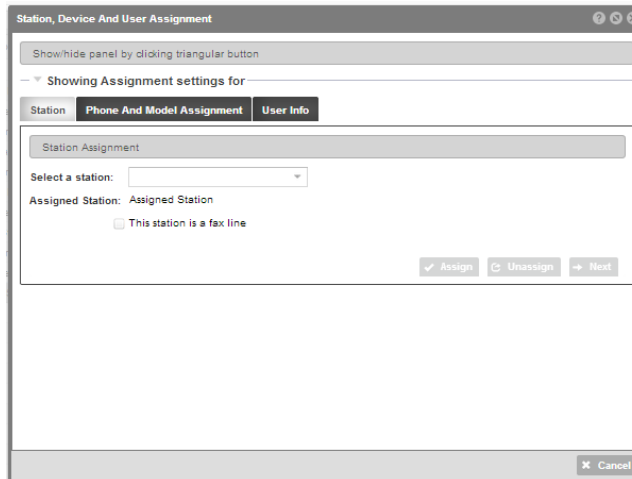 Station, Device And User Assignment
Show/hide panel by clicking triangular button
Showing Assignment settings for
Station Phone And Model Assignment User Info
Station Assignment
Select a station:
Assigned Station: Assigned Station
This station is a fax line
Assign Unassign Next
Cancel